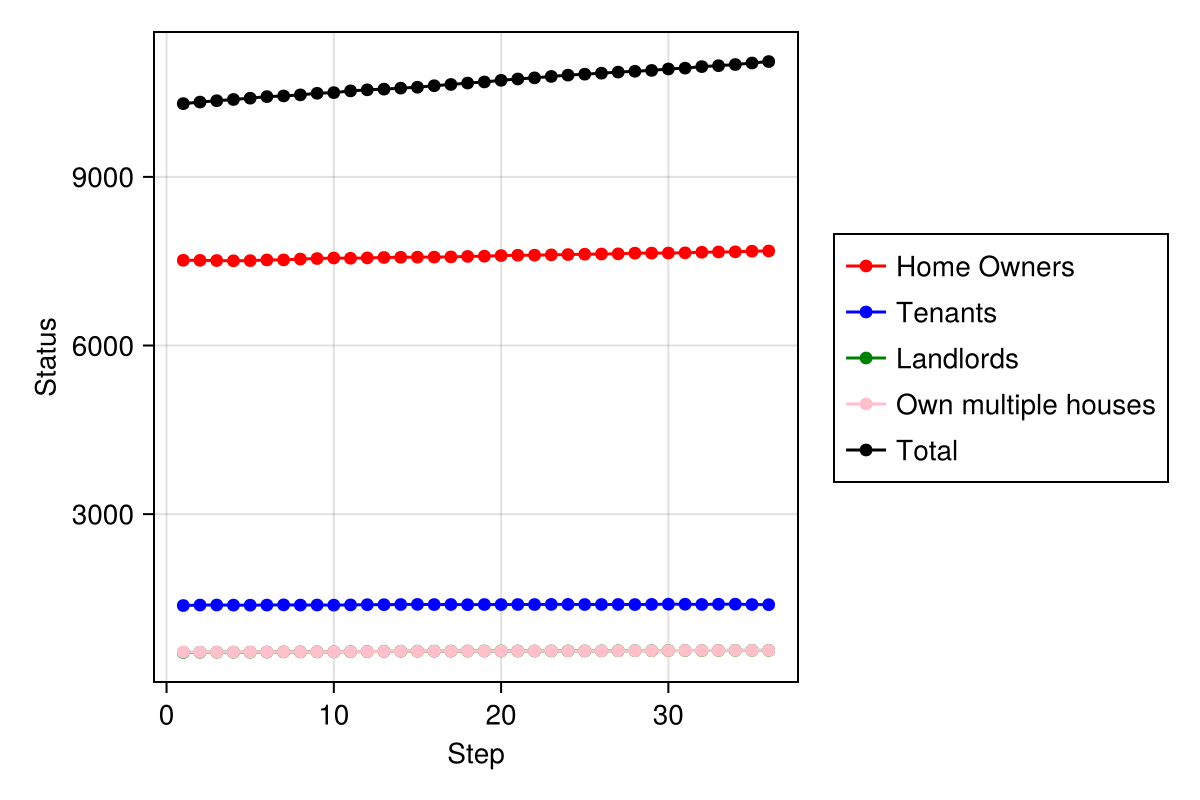 9000
6000
3000
Status
0 10 20 30
Step
Home Owners
Tenants
Landlords
Own multiple houses
Total